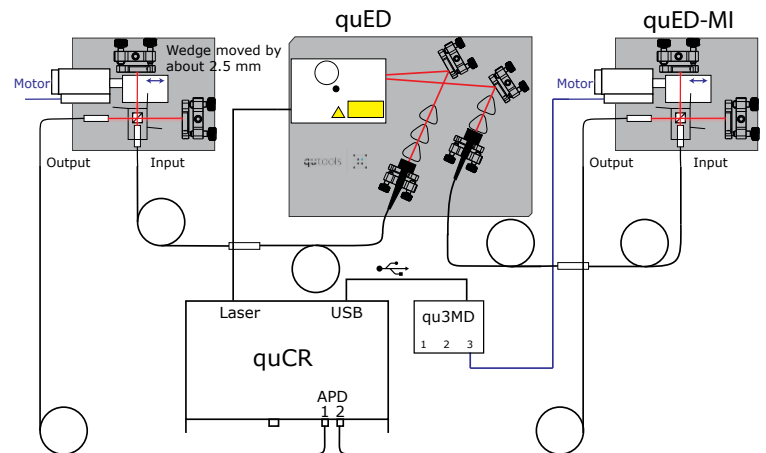 quED
quED-MI
Wedge moved by
about 2.5 mm
Motor
Output
Input
qutools
Motor
Output
Input
Laser
USB
qu3MD
1 2 3
quCR
APD
1 2